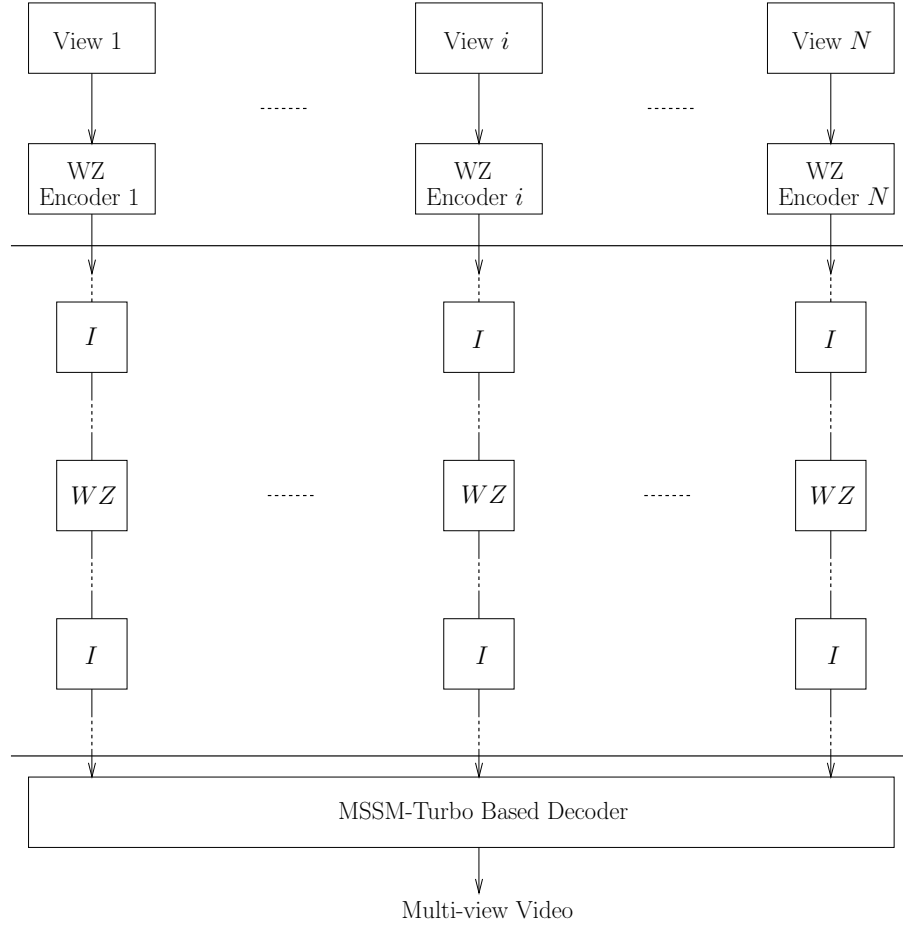 View 1
View i
View N
WZ
Encoder 1
WZ
Encoder i
WZ
Encoder N
I
I
I
WZ
WZ
WZ
I
I
I
MSSM-Turbo Based Decoder
Multi-view Video